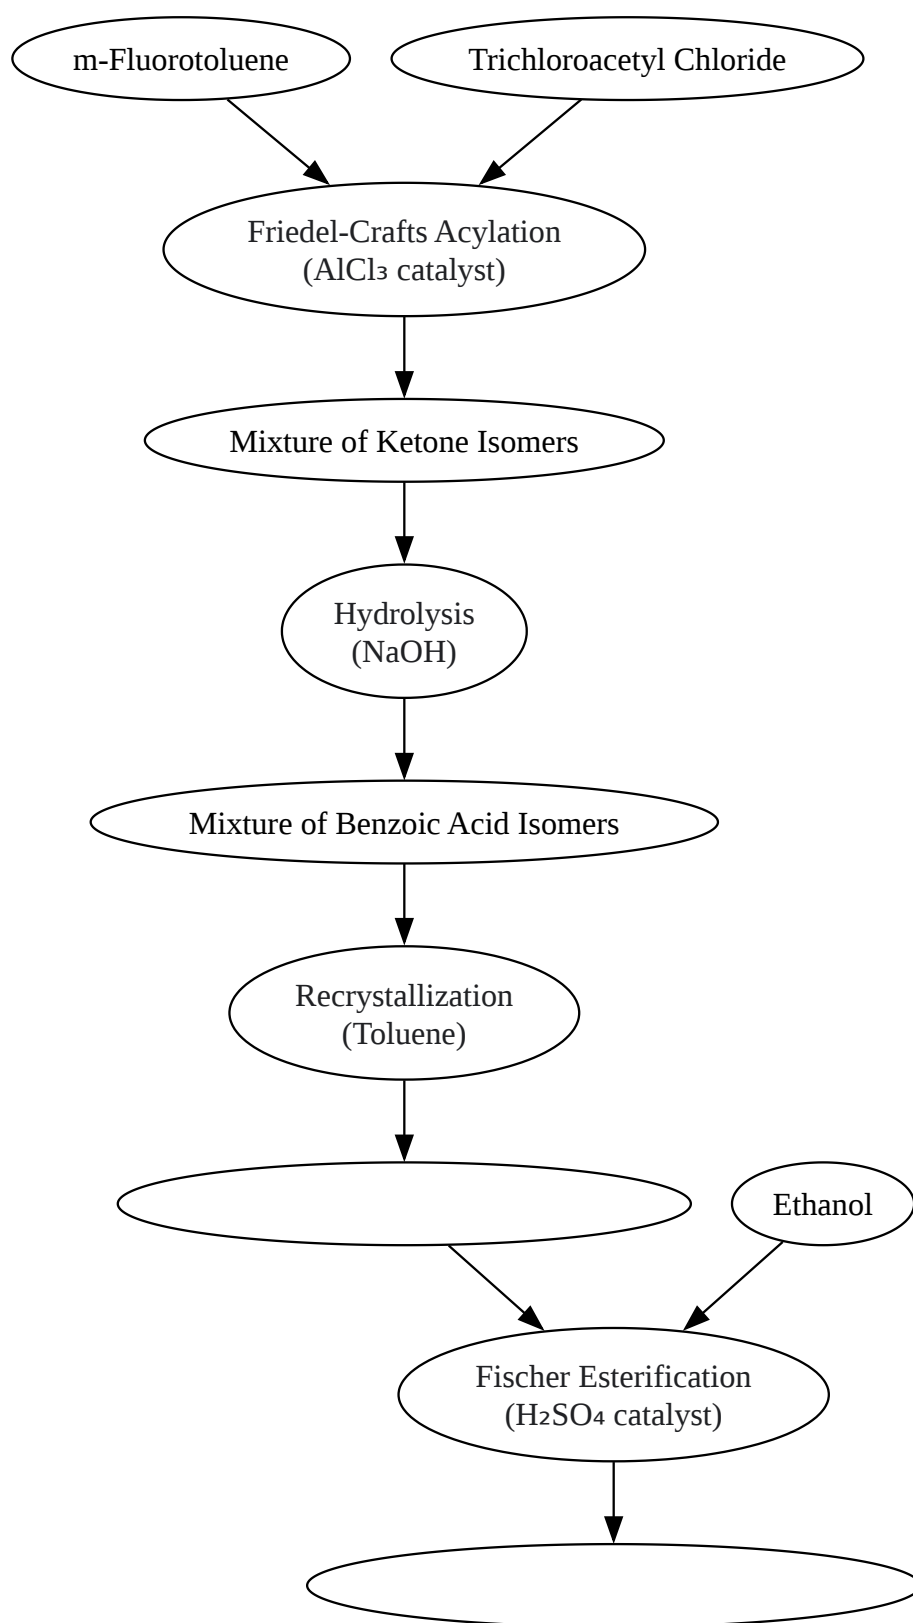 m-Fluorotoluene
Trichloroacetyl Chloride
Friedel-Crafts Acylation
(AlCl₃ catalyst)
Mixture of Ketone Isomers
Hydrolysis
(NaOH)
Mixture of Benzoic Acid Isomers
Recrystallization
(Toluene)
Ethanol
Fischer Esterification
(H₂SO₄ catalyst)